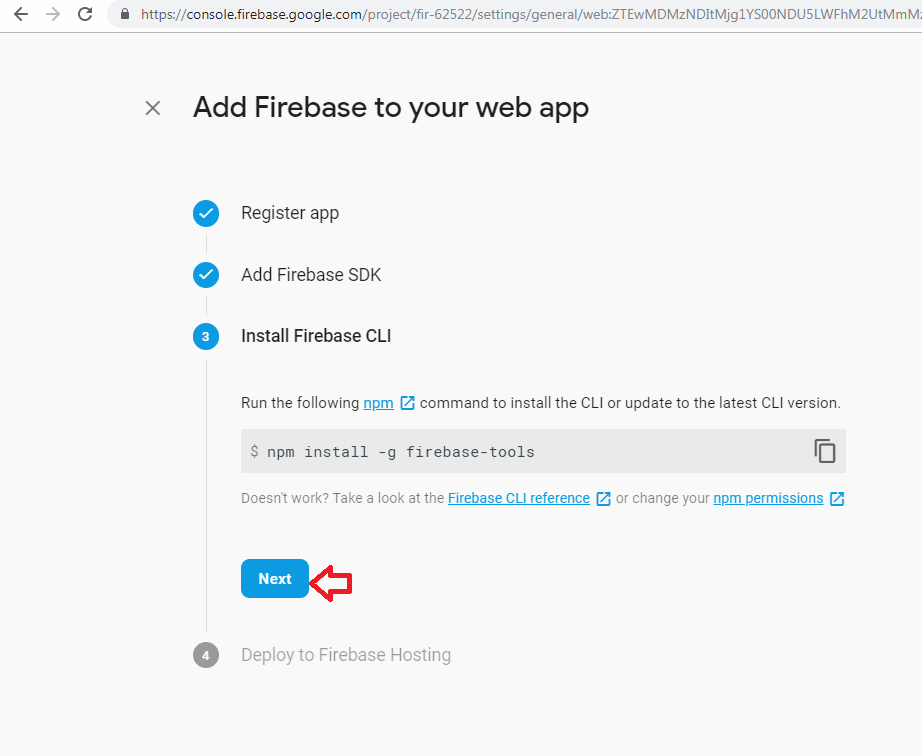 https://console.firebase.google.com/project/fir-62522/settings/general/web:ZTEwMDMzNDItMjg1YS00NDU5LWFhM2UtMmMz
Add Firebase to your web app
Register app
Add Firebase SDK
3 Install Firebase CLI
Run the following npm command to install the CLI or update to the latest CLI version.
$ npm install -g firebase-tools
Doesn't work? Take a look at the Firebase CLI reference or change your npm permissions
Next
4 Deploy to Firebase Hosting